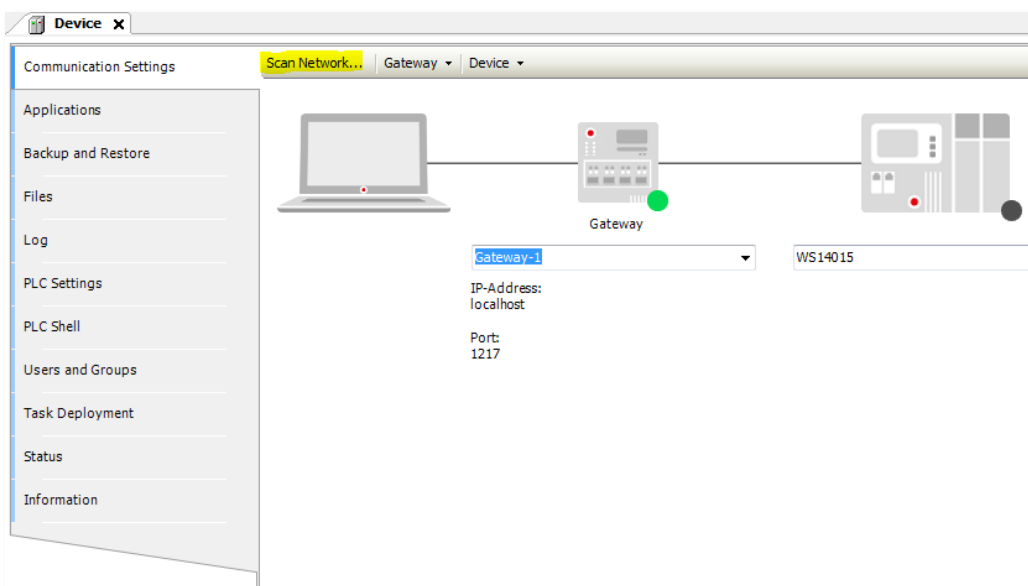 Device X
Communication Settings
Scan Network...
Gateway
Device
Applications
Backup and Restore
Files
Log
PLC Settings
PLC Shell
Users and Groups
Task Deployment
Status
Information
Gateway
Gateway-1
WS14015
IP-Address:
localhost
Port:
1217